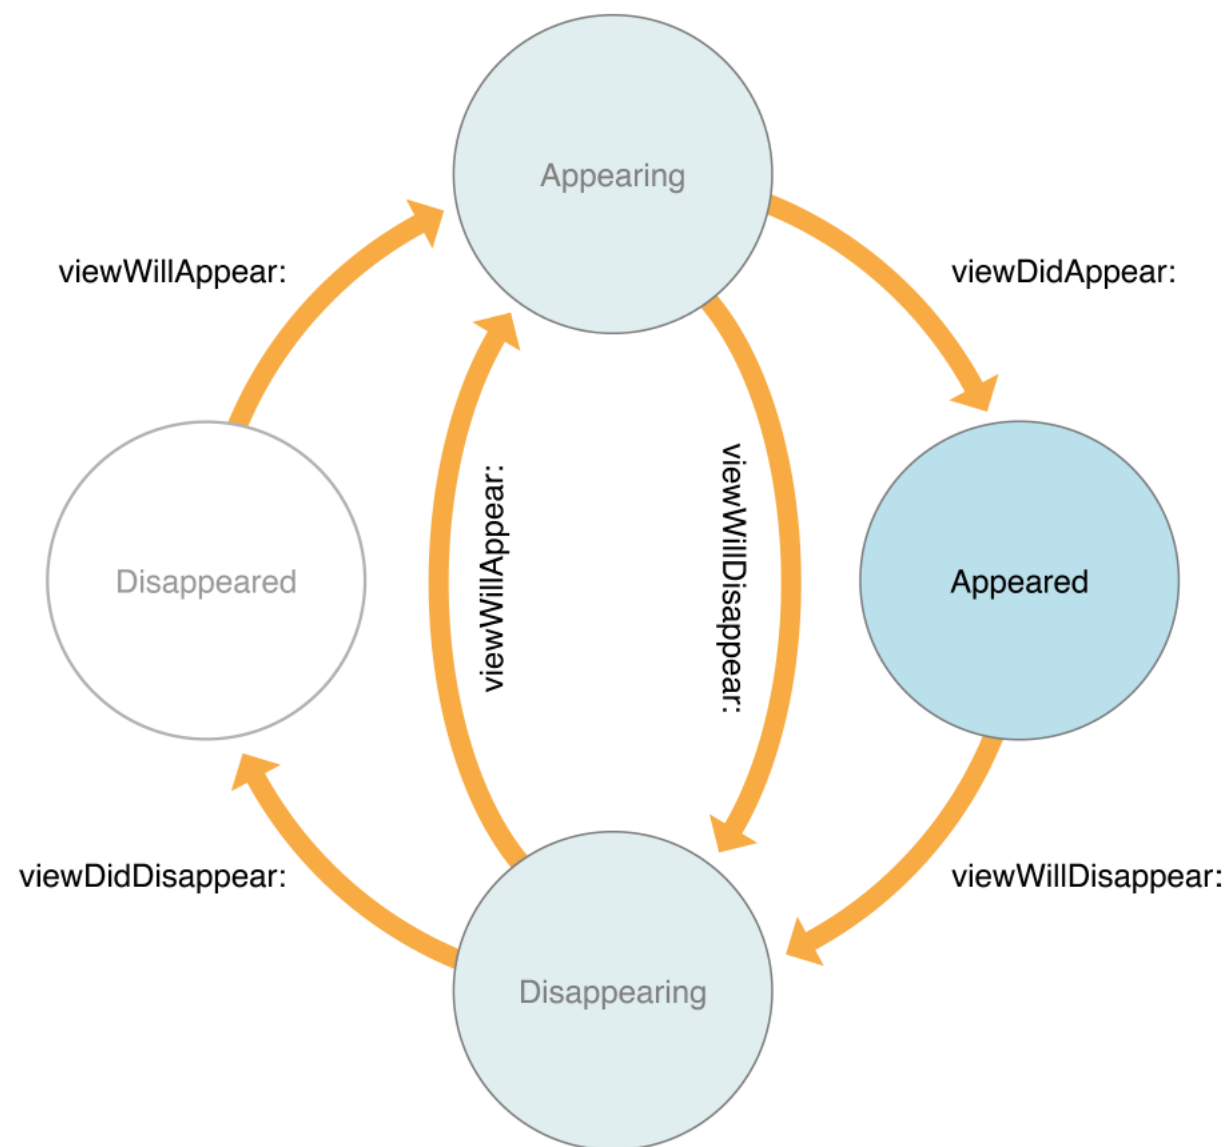 Appearing
viewWillAppear:
viewDidAppear:
viewWillAppear:
viewWillDisappear:
Disappeared
Appeared
viewDidDisappear:
viewWillDisappear:
Disappearing